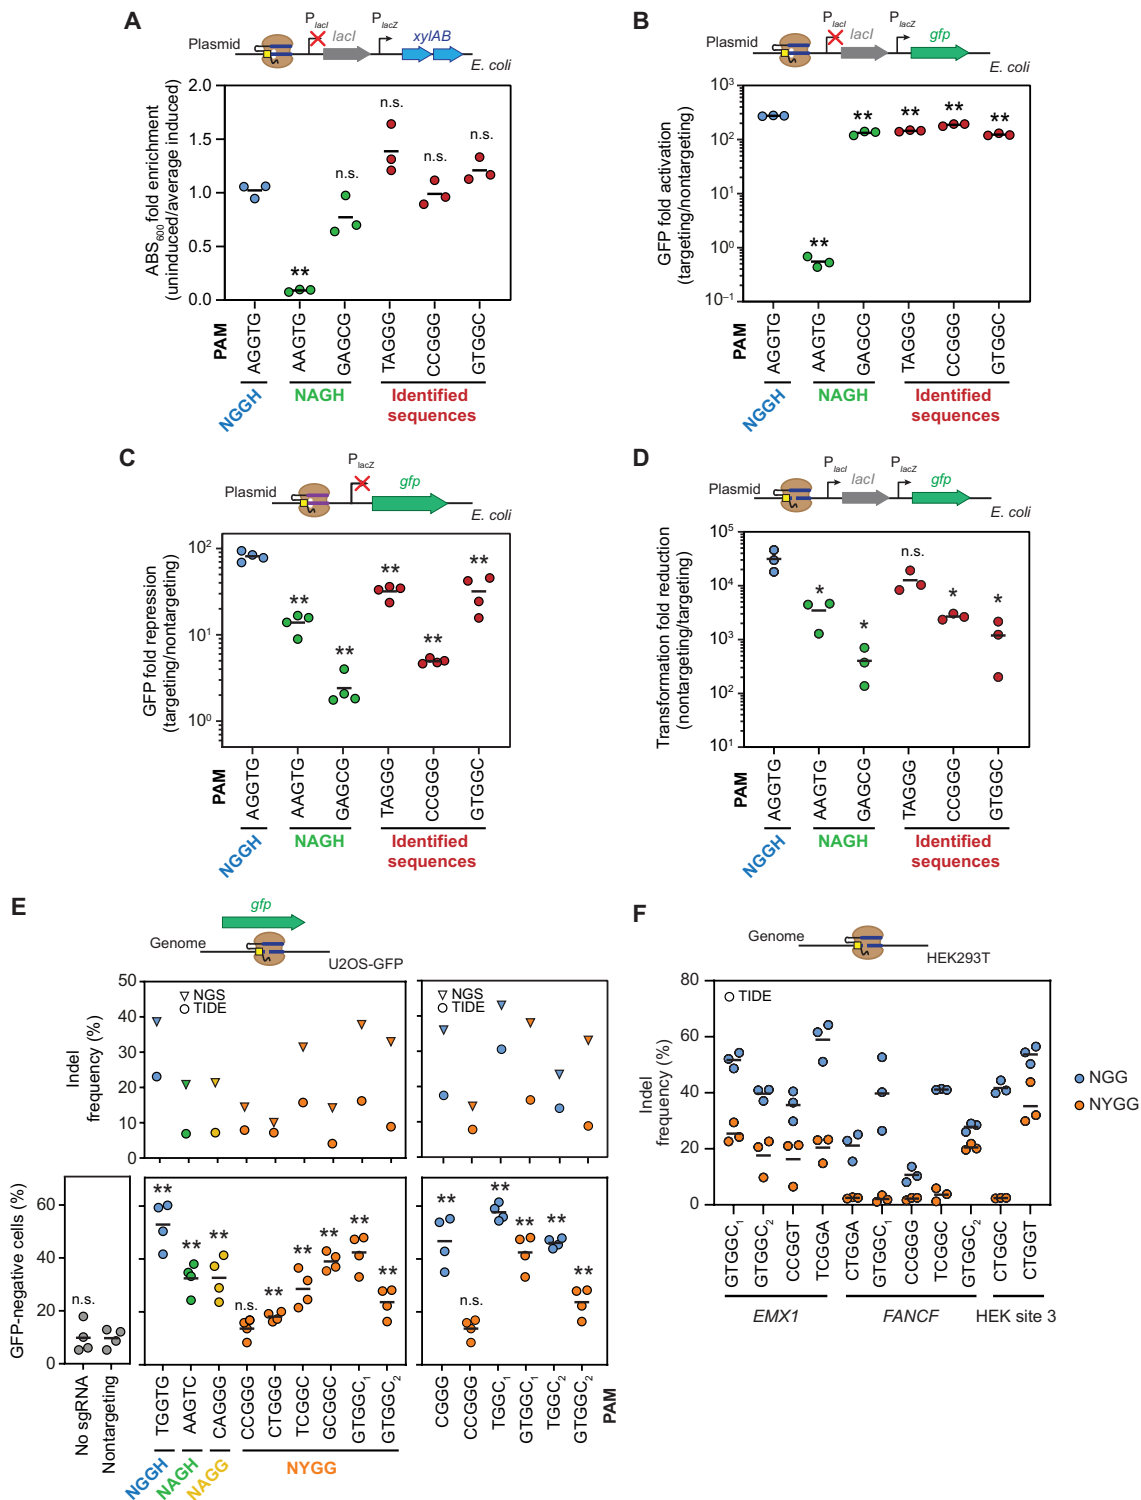 A
Plasmid
P lacI
lacI
P lacZ
xylAB
E. coli
ABS600 fold enrichment
(uninduced/average induced)
2.0
1.5
1.0
0.5
0.0
**
n.s.
n.s.
n.s.
n.s.
PAM
AGGTG
AAGTG
GAGCG
TAGGG
CCGGG
GTGGC
NGGH
NAGH
Identified
sequences
B
Plasmid
P lacI
lacI
P lacZ
gfp
E. coli
GFP fold activation
(targeting/nontargeting)
10³
10²
10¹
10⁰
10⁻¹
**
**
**
**
**
PAM
AGGTG
AAGTG
GAGCG
TAGGG
CCGGG
GTGGC
NGGH
NAGH
Identified
sequences
C
Plasmid
P lacZ
gfp
E. coli
GFP fold repression
(targeting/nontargeting)
10²
10¹
10⁰
**
**
**
**
**
PAM
AGGTG
AAGTG
GAGCG
TAGGG
CCGGG
GTGGC
NGGH
NAGH
Identified
sequences
D
Plasmid
P lacI
lacI
P lacZ
gfp
E. coli
Transformation fold reduction
(nontargeting/targeting)
10⁵
10⁴
10³
10²
10¹
*
*
n.s.
*
*
PAM
AGGTG
AAGTG
GAGCG
TAGGG
CCGGG
GTGGC
NGGH
NAGH
Identified
sequences
E
gfp
Genome
U2OS-GFP
Indel
frequency (%)
50
40
30
20
10
0
NGS
TIDE
NGS
TIDE
GFP-negative cells (%)
60
40
20
0
n.s.
**
**
**
n.s.
**
**
**
**
**
**
n.s.
**
**
**
**
No sgRNA
Nontargeting
TGGTG
AAGTC
CAGGG
CCGGG
CTGGG
TCGGC
GCGGC
GTGGC1
GTGGC2
CGGG
CCGGG
TGGC1
GTGGC1
TGGC2
GTGGC2
PAM
NGGH
NAGH
NAGG
NYGG
F
Genome
HEK293T
Indel
frequency (%)
80
60
40
20
0
TIDE
NGG
NYGG
GTGGC1
GTGGC2
CCGGT
TCGGA
CTGGA
GTGGC1
CCGGG
TCGGC
GTGGC2
CTGGC
CTGGT
EMX1
FANCF
HEK site 3